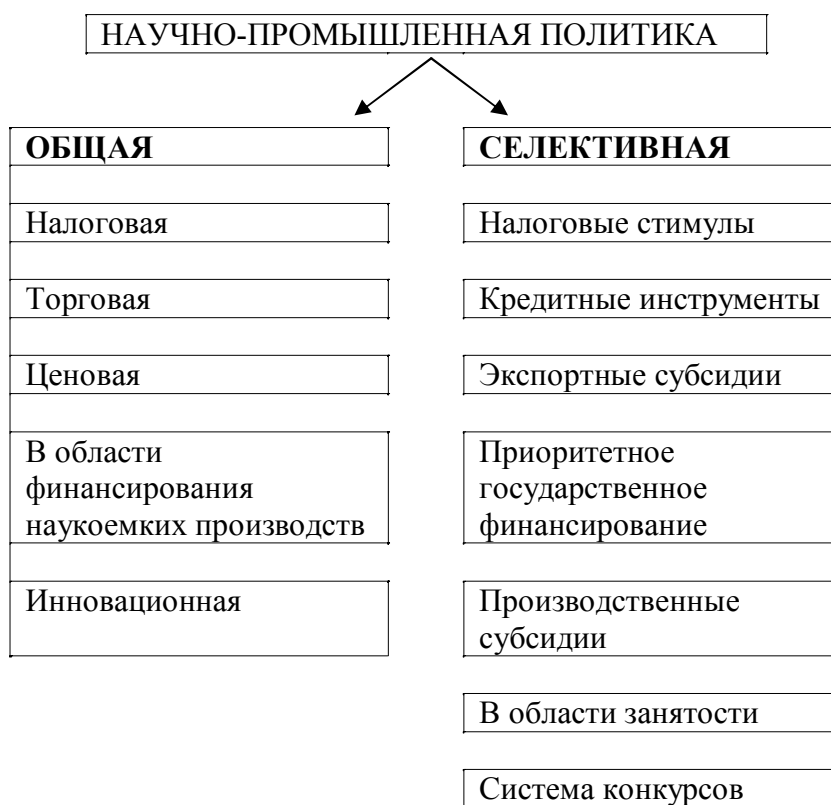 НАУЧНО-ПРОМЫШЛЕННАЯ ПОЛИТИКА
ОБЩАЯ
Налоговая
Торговая
Ценовая
В области
финансирования
наукоемких производств
Инновационная
СЕЛЕКТИВНАЯ
Налоговые стимулы
Кредитные инструменты
Экспортные субсидии
Приоритетное
государственное
финансирование
Производственные
субсидии
В области занятости
Система конкурсов